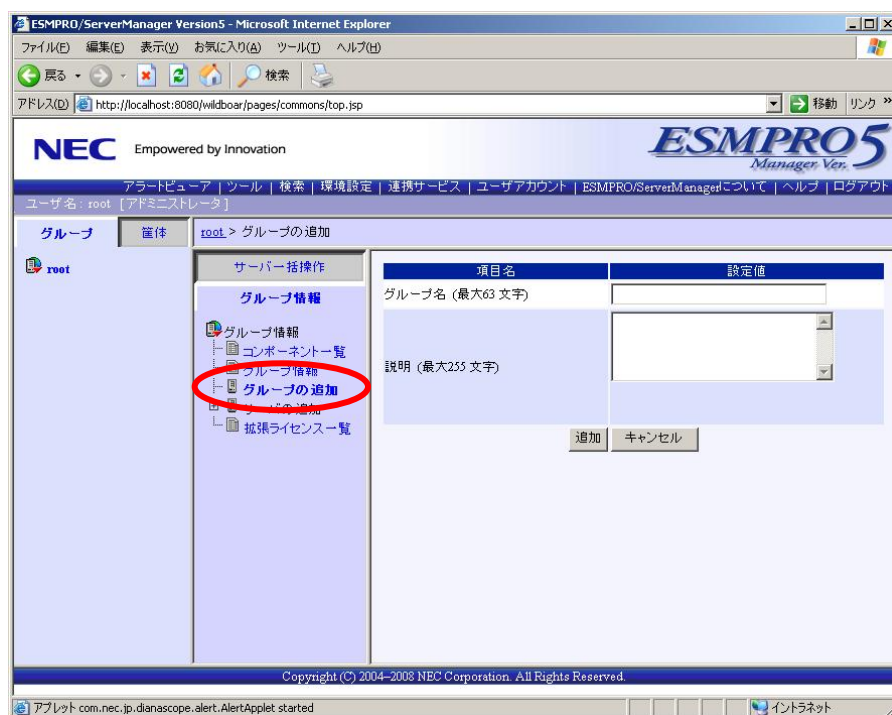 ESMPRO/ServerManager Version5 - Microsoft Internet Explorer
ファイル(F) 編集(E) 表示(V) お気に入り(A) ツール(T) ヘルプ(H)
戻る 検索
アドレス(D) http://localhost:8080/wildboar/pages/commons/top.jsp 移動 リンク »
NEC Empowered by Innovation
ESMPRO5
Manager Ver.
アラートビューア | ツール | 検索 | 環境設定 | 連携サービス | ユーザアカウント | ESMPRO/ServerManagerについて | ヘルプ | ログアウト
ユーザ名 : root [アドミニストレータ]
グループ 筐体
root > グループの追加
root
サーバ一括操作
グループ情報
グループ情報
コンポーネント一覧
グループ情報
グループの追加
サーバの追加
拡張ライセンス一覧
項目名 設定値
グループ名 (最大63 文字)
説明 (最大255 文字)
追加 キャンセル
Copyright (C) 2004–2008 NEC Corporation. All Rights Reserved.
アプレット com.nec.jp.dianascope.alert.AlertApplet started イントラネット